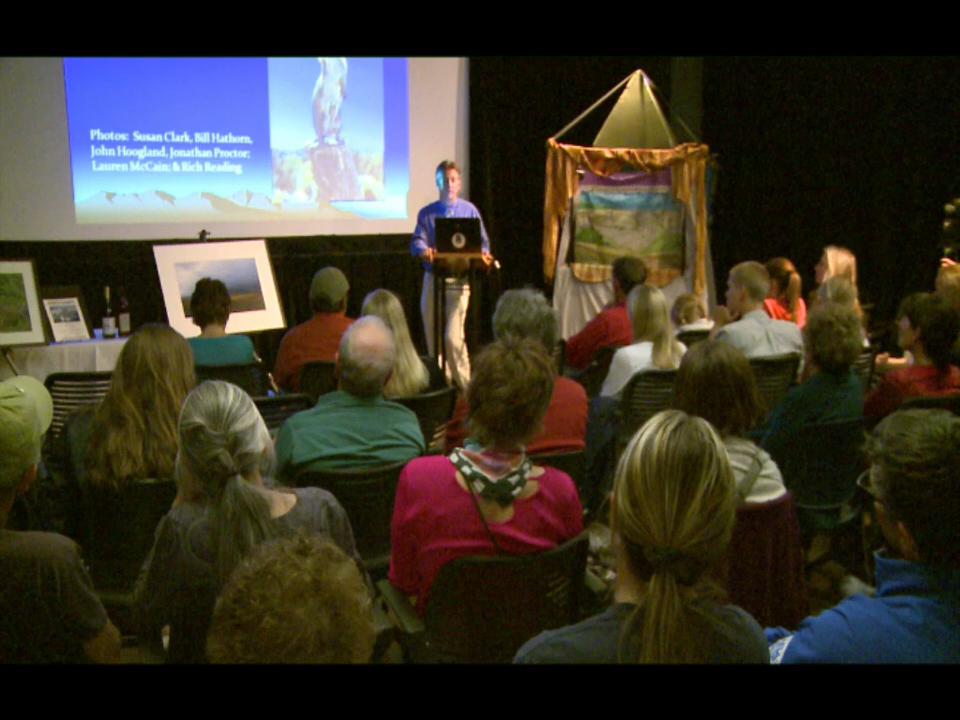 Photos: Susan Clark, Bill Hathorn,
John Hoogland, Jonathan Proctor;
Lauren McCain; & Rich Reading